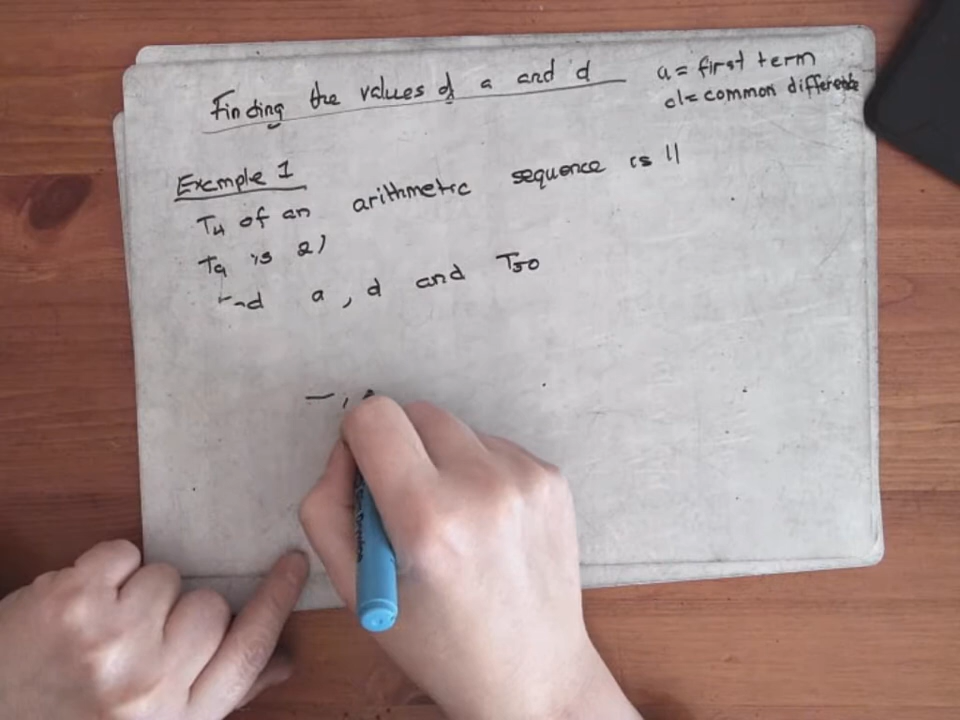 Finding the values of a and d
a = first term
d = common difference
Example 1
T4 of an arithmetic sequence is 11
T9 is 21
a, d and T50